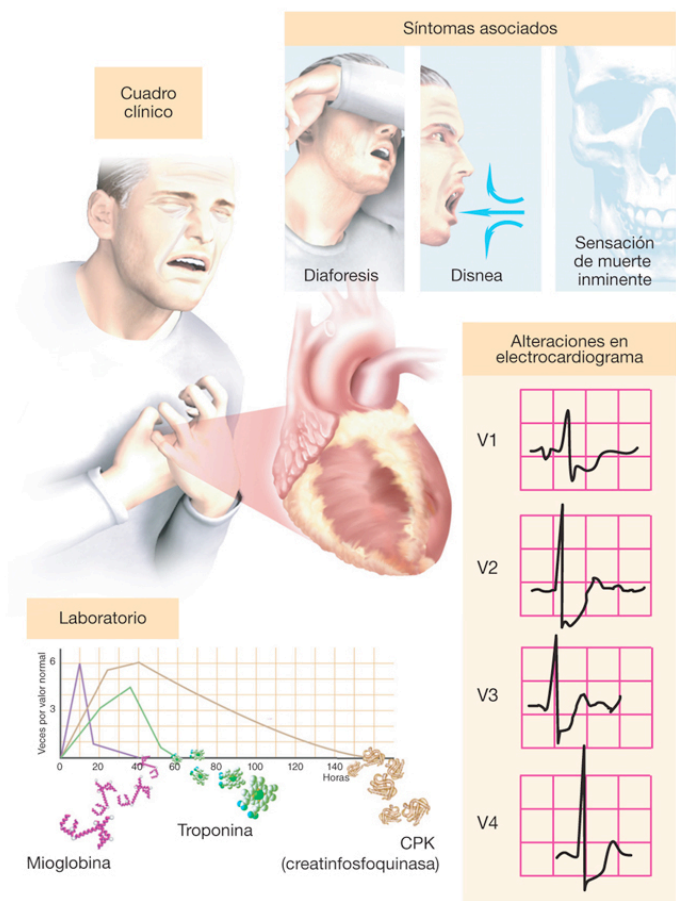 Síntomas asociados
Cuadro
clínico
Diaforesis
Disnea
Sensación
de muerte
inminente
Alteraciones en
electrocardiograma
V1
V2
V3
V4
Laboratorio
Veces por valor normal
6
3
0
20
40
60
80
100
120
140
Horas
Mioglobina
Troponina
CPK
(creatinfosfoquinasa)